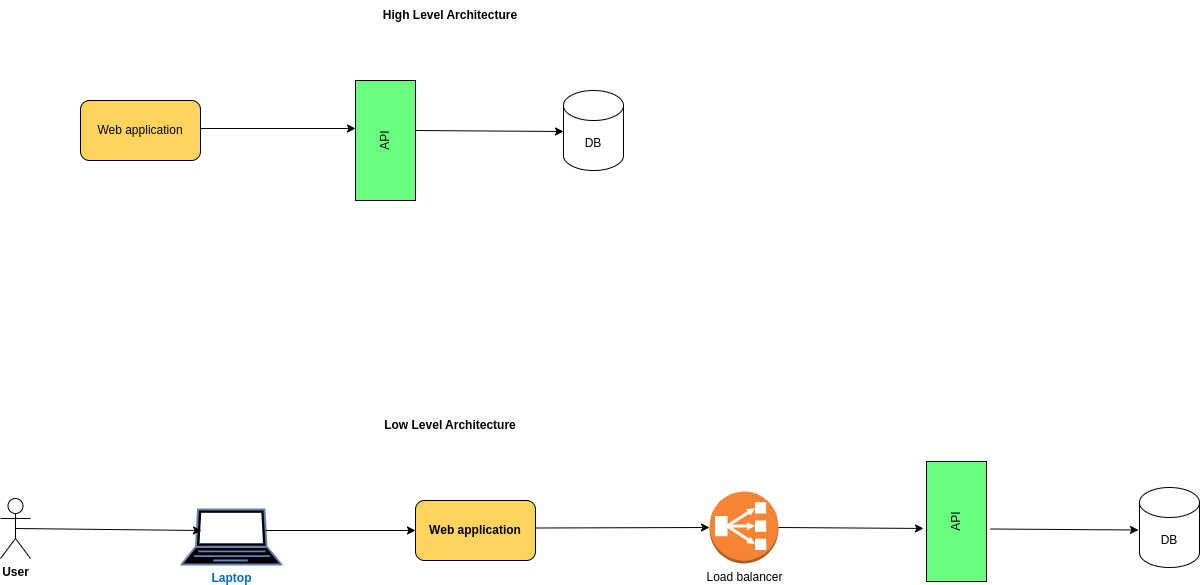 High Level Architecture
Web application
API
DB
Low Level Architecture
User
Laptop
Web application
Load balancer
API
DB